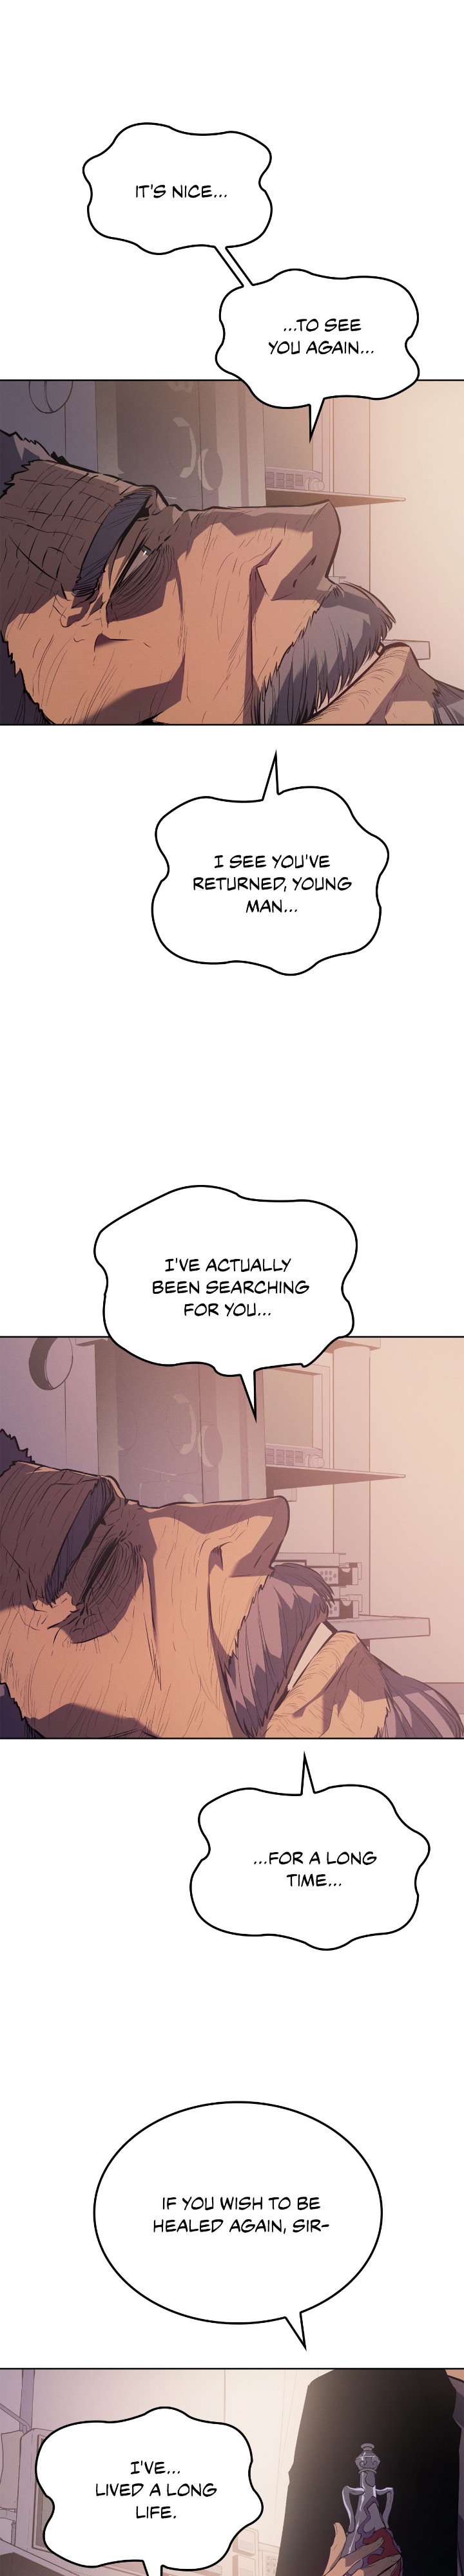 IT'S NICE...
...TO SEE
YOU AGAIN...
I SEE YOU'VE
RETURNED, YOUNG
MAN...
I'VE ACTUALLY
BEEN SEARCHING
FOR YOU...
...FOR A LONG
TIME...
IF YOU WISH TO BE
HEALED AGAIN, SIR-
I'VE...
LIVED A LONG
LIFE.